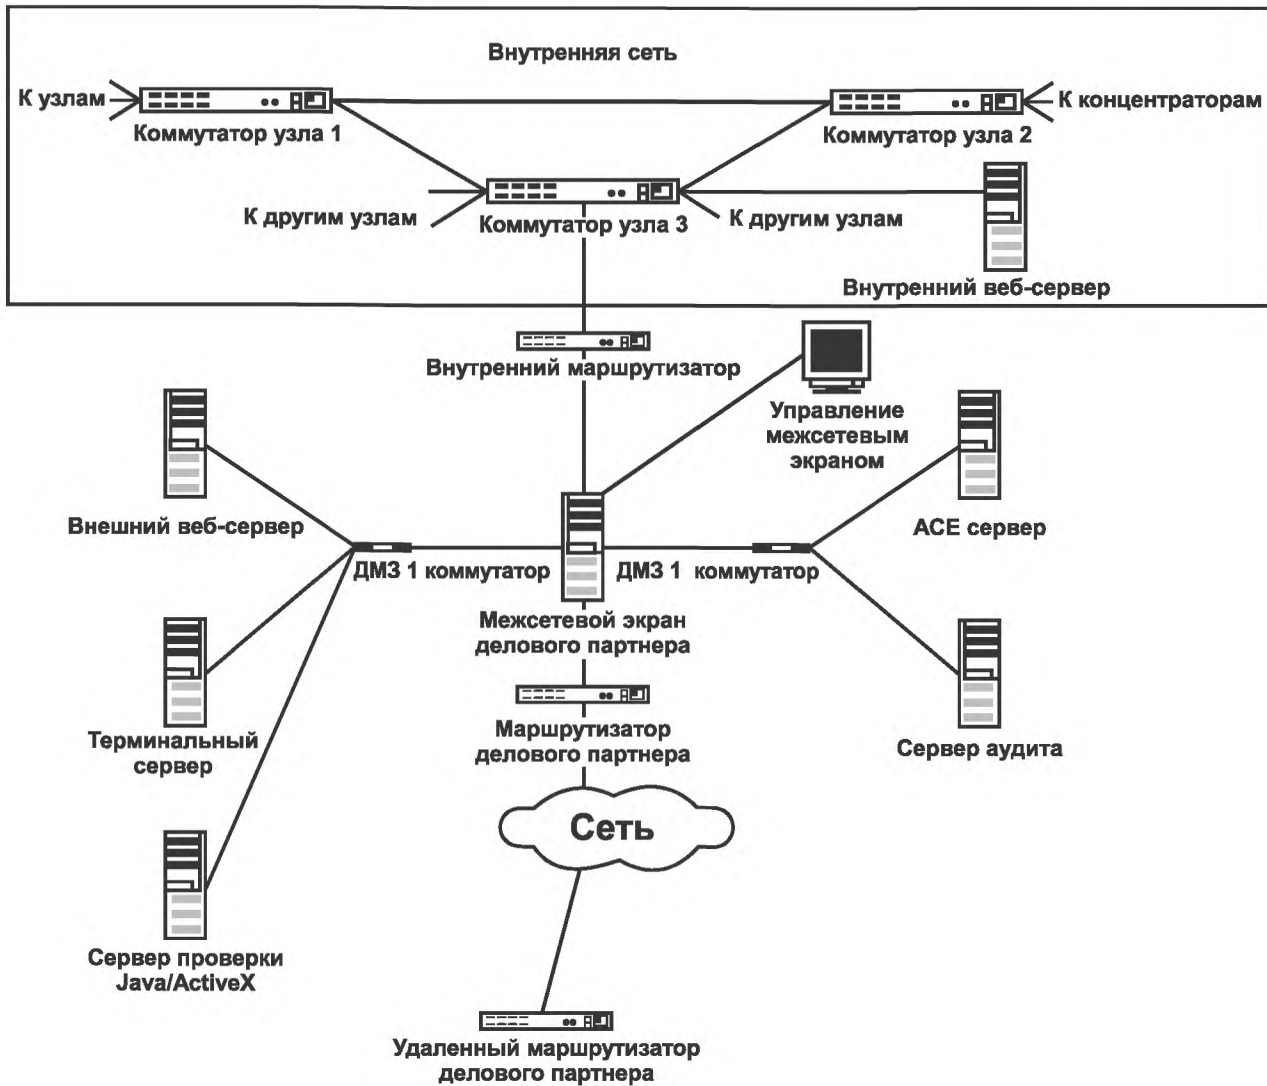 Внутренняя сеть
К узлам
К концентраторам
Коммутатор узла 1
Коммутатор узла 2
К другим узлам
Коммутатор узла 3
К другим узлам
Внутренний веб-сервер
Внутренний маршрутизатор
Управление
межсетевым
экраном
Внешний веб-сервер
ACE сервер
ДМЗ 1 коммутатор
ДМЗ 1 коммутатор
Межсетевой экран
делового партнера
Терминальный
сервер
Маршрутизатор
делового партнера
Сервер аудита
Сеть
Сервер проверки
Java/ActiveX
Удаленный маршрутизатор
делового партнера